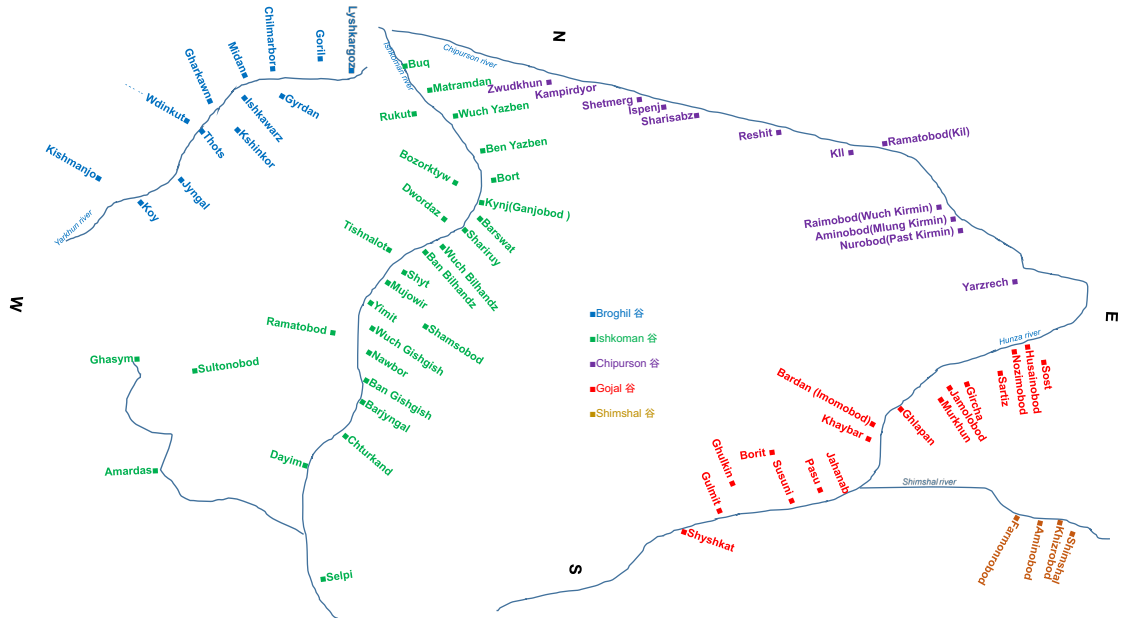 N
W
E
S
Lyshkargoz
Goril
Chilmarbor
Midan
Gharkawn
Wdinkut
Kishmanjo
Gyrdan
Ishkawarz
Kshinkor
Thots
Jyngal
Koy
Yarkhun river
Ishkoman river
Chipurson river
Buq
Matramdan
Rukut
Wuch Yazben
Ben Yazben
Bozorktyw
Bort
Dwordaz
Kynj(Ganjobod )
Barswat
Shariruy
Tishnalot
Wuch Bilhandz
Ban Bilhandz
Shyt
Mujowir
Yimit
Ramatobod
Shamsobod
Wuch Gishgish
Nawbor
Ban Gishgish
Barjyngal
Ghasym
Sultonobod
Chturkand
Dayim
Amardas
Selpi
Zwudkhun
Kampirdyor
Shetmerg
Ispenj
Sharisabz
Reshit
KIl
Ramatobod(Kil)
Raimobod(Wuch Kirmin)
Aminobod(Mlung Kirmin)
Nurobod(Past Kirmin)
Yarzrech
Hunza river
Broghil 谷
Ishkoman 谷
Chipurson 谷
Gojal 谷
Shimshal 谷
Sost
Husainobod
Nozimobod
Sartiz
Gircha
Jamolobod
Murkhun
Ghlapan
Bardan (Imomobod)
Khaybar
Jahanab
Pasu
Susuni
Borit
Ghulkin
Gulmit
Shyshkat
Shimshal river
Farmonrobod
Aminobod
Khizrobod
Shimshal